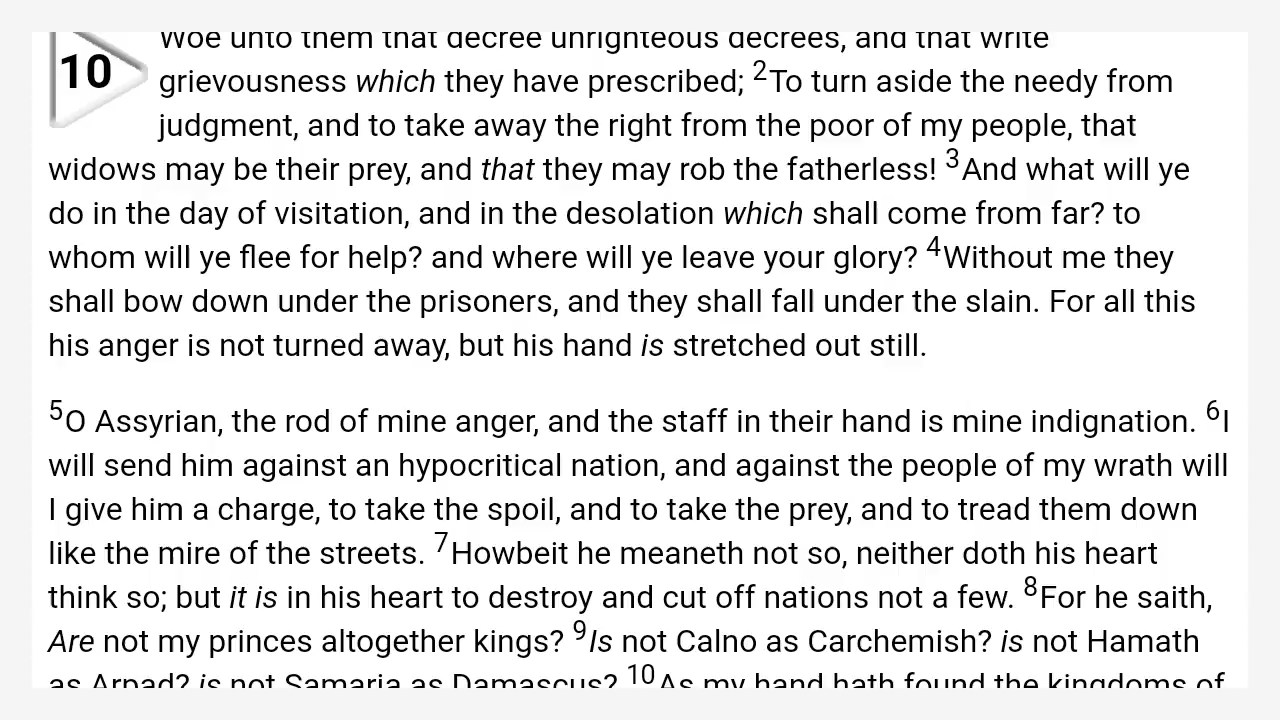 10
Woe unto them that decree unrighteous decrees, and that write
grievousness which they have prescribed; 2To turn aside the needy from
judgment, and to take away the right from the poor of my people, that
widows may be their prey, and that they may rob the fatherless! 3And what will ye
do in the day of visitation, and in the desolation which shall come from far? to
whom will ye flee for help? and where will ye leave your glory? 4Without me they
shall bow down under the prisoners, and they shall fall under the slain. For all this
his anger is not turned away, but his hand is stretched out still.
5O Assyrian, the rod of mine anger, and the staff in their hand is mine indignation. 6I
will send him against an hypocritical nation, and against the people of my wrath will
I give him a charge, to take the spoil, and to take the prey, and to tread them down
like the mire of the streets. 7Howbeit he meaneth not so, neither doth his heart
think so; but it is in his heart to destroy and cut off nations not a few. 8For he saith,
Are not my princes altogether kings? 9Is not Calno as Carchemish? is not Hamath
as Arpad? is not Samaria as Damascus? 10As my hand hath found the kingdoms of